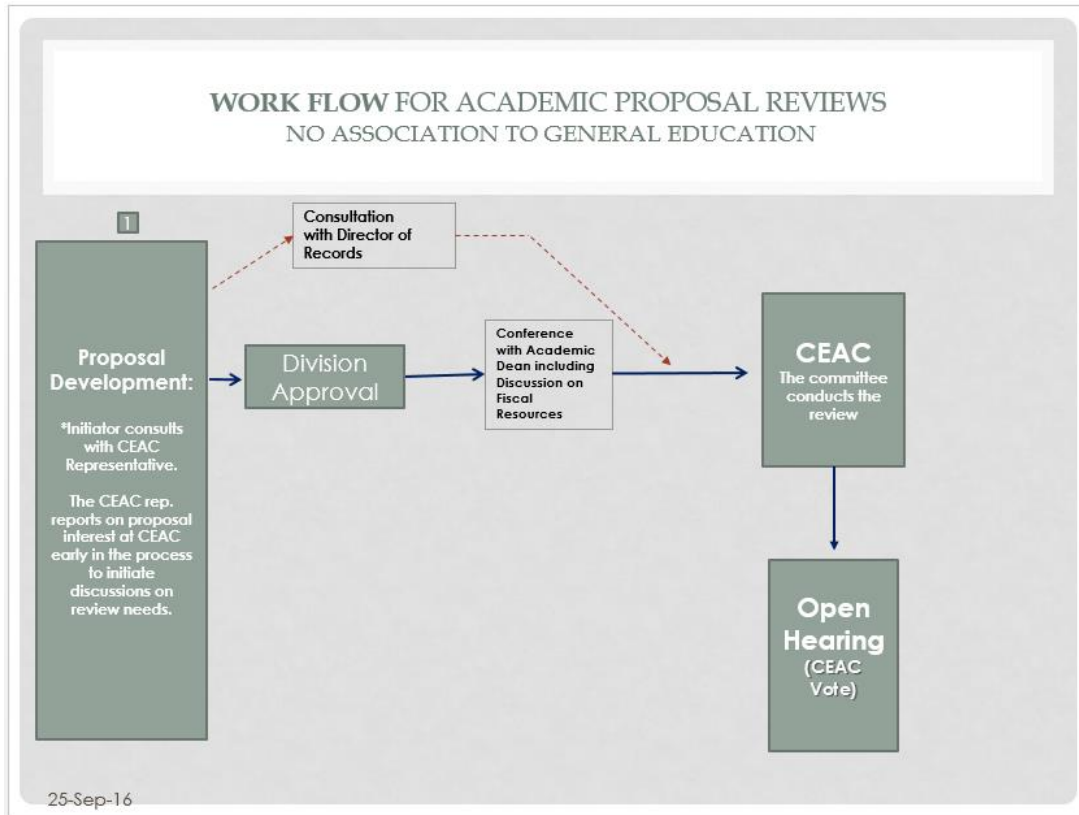 WORK FLOW FOR ACADEMIC PROPOSAL REVIEWS
NO ASSOCIATION TO GENERAL EDUCATION
1
Proposal
Development:
*Initiator consults
with CEAC
Representative.
The CEAC rep.
reports on proposal
interest at CEAC
early in the process
to initiate
discussions on
review needs.
Consultation
with Director of
Records
Division
Approval
Conference
with Academic
Dean including
Discussion on
Fiscal
Resources
CEAC
The committee
conducts the
review
Open
Hearing
(CEAC
Vote)
25-Sep-16